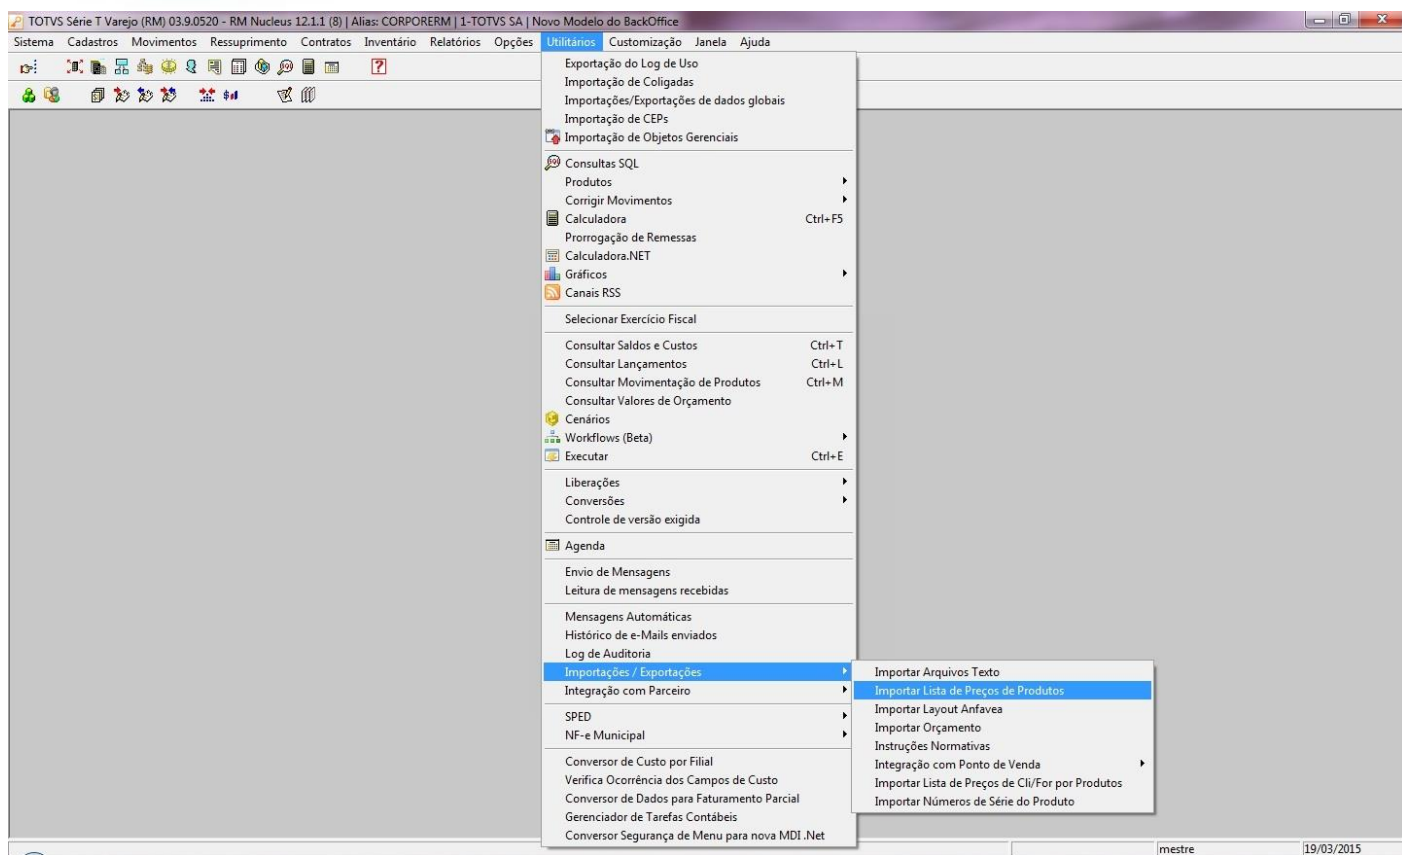 TOTVS Série T Varejo (RM) 03.9.0520 - RM Nucleus 12.1.1 (8) | Alias: CORPORERM | 1-TOTVS SA | Novo Modelo do BackOffice
Sistema Cadastros Movimentos Ressuprimento Contratos Inventário Relatórios Opções Utilitários Customização Janela Ajuda
Exportação do Log de Uso
Importação de Coligadas
Importações/Exportações de dados globais
Importação de CEPs
Importação de Objetos Gerenciais
Consultas SQL
Produtos
Corrigir Movimentos
Calculadora Ctrl+F5
Prorrogação de Remessas
Calculadora.NET
Gráficos
Canais RSS
Selecionar Exercício Fiscal
Consultar Saldos e Custos Ctrl+T
Consultar Lançamentos Ctrl+L
Consultar Movimentação de Produtos Ctrl+M
Consultar Valores de Orçamento
Cenários
Workflows (Beta)
Executar Ctrl+E
Liberações
Conversões
Controle de versão exigida
Agenda
Envio de Mensagens
Leitura de mensagens recebidas
Mensagens Automáticas
Histórico de e-Mails enviados
Log de Auditoria
Importações / Exportações
Integração com Parceiro
SPED
NF-e Municipal
Conversor de Custo por Filial
Verifica Ocorrência dos Campos de Custo
Conversor de Dados para Faturamento Parcial
Gerenciador de Tarefas Contábeis
Conversor Segurança de Menu para nova MDI .Net
Importar Arquivos Texto
Importar Lista de Preços de Produtos
Importar Layout Anfavea
Importar Orçamento
Instruções Normativas
Integração com Ponto de Venda
Importar Lista de Preços de Cli/For por Produtos
Importar Números de Série do Produto
mestre 19/03/2015